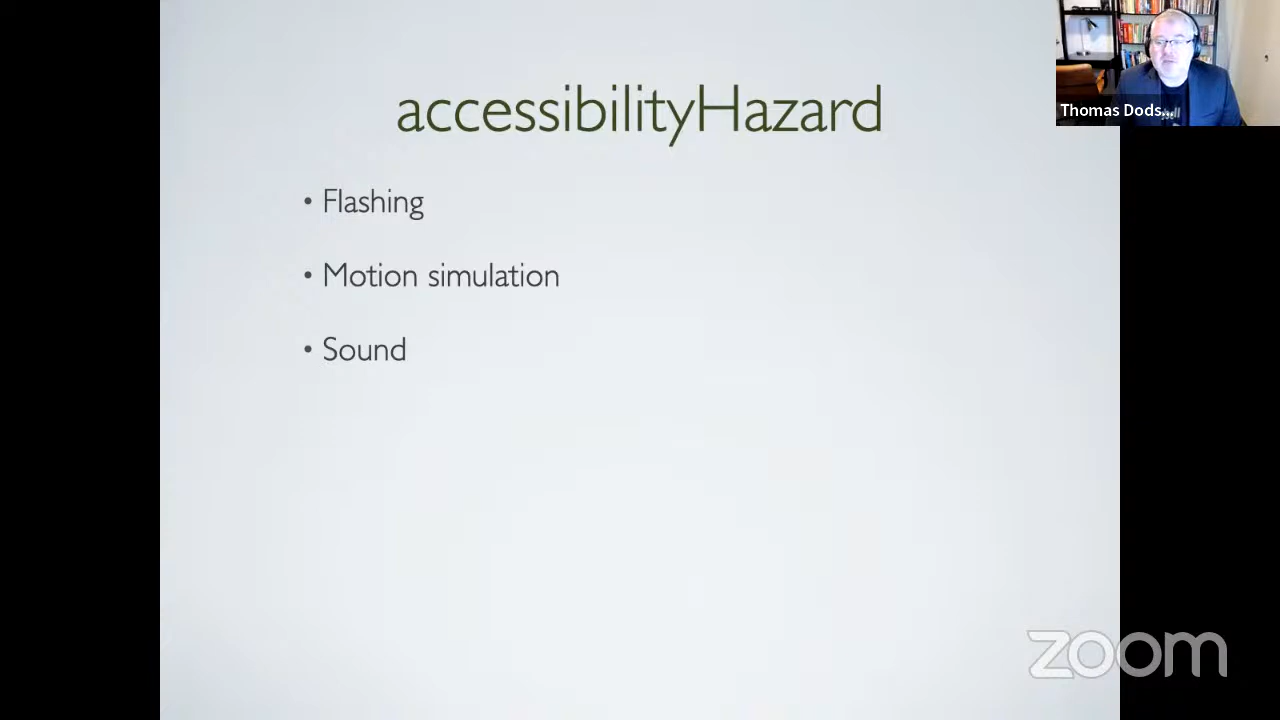 accessibilityHazard
• Flashing
• Motion simulation
• Sound
Thomas Dods...
zoom